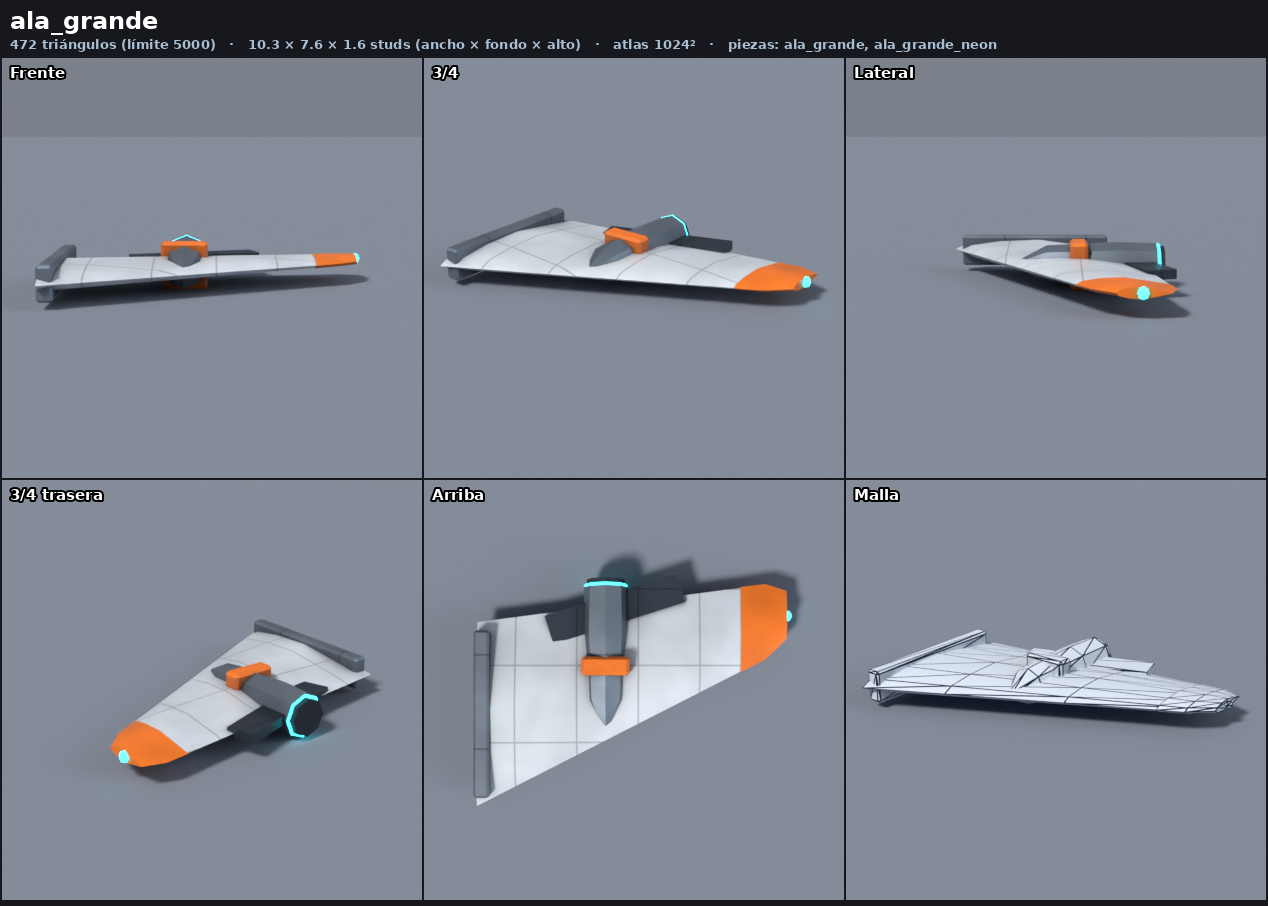 ala_grande
472 triángulos (límite 5000) · 10.3 × 7.6 × 1.6 studs (ancho × fondo × alto) · atlas 1024² · piezas: ala_grande, ala_grande_neon
Frente
3/4
Lateral
3/4 trasera
Arriba
Malla